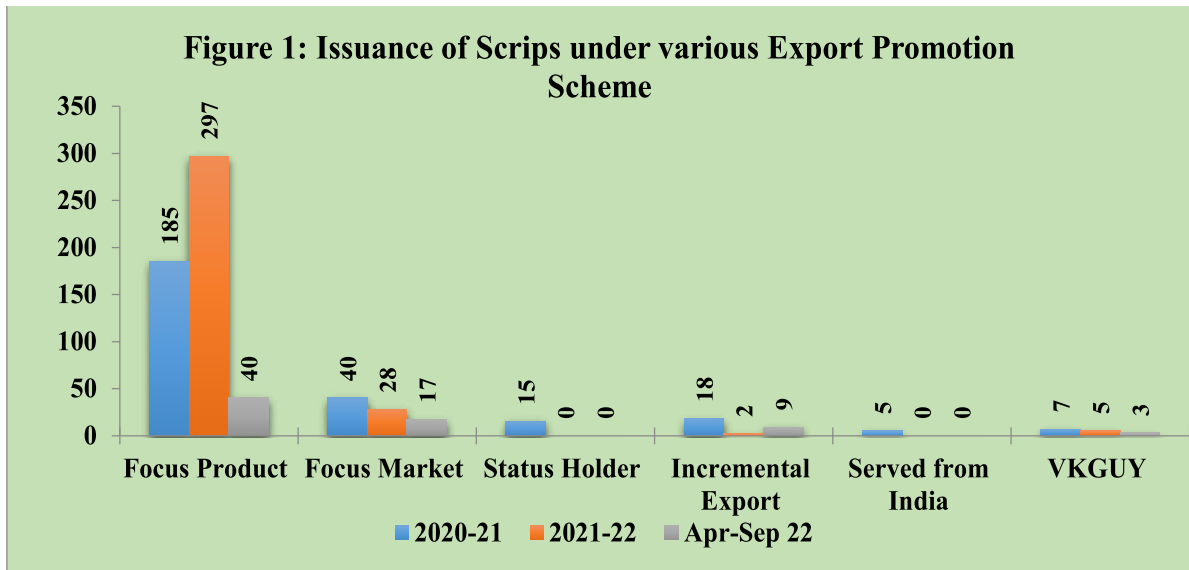 Figure 1: Issuance of Scrips under various Export Promotion
Scheme
350
300
250
200
150
100
50
0
185
297
40
40
28
17
15
0
0
18
2
9
5
0
0
7
5
3
Focus Product
Focus Market
Status Holder
Incremental
Export
Served from
India
VKGUY
2020-21
2021-22
Apr-Sep 22